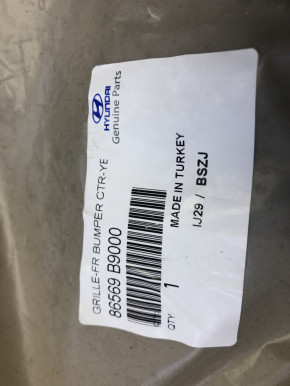 HYUNDAI
Genuine Parts
GRILLE-FR BUMPER CTR-YE
86569 B9000
QTY 1
MADE IN TURKEY
IJ29 / BSZJ